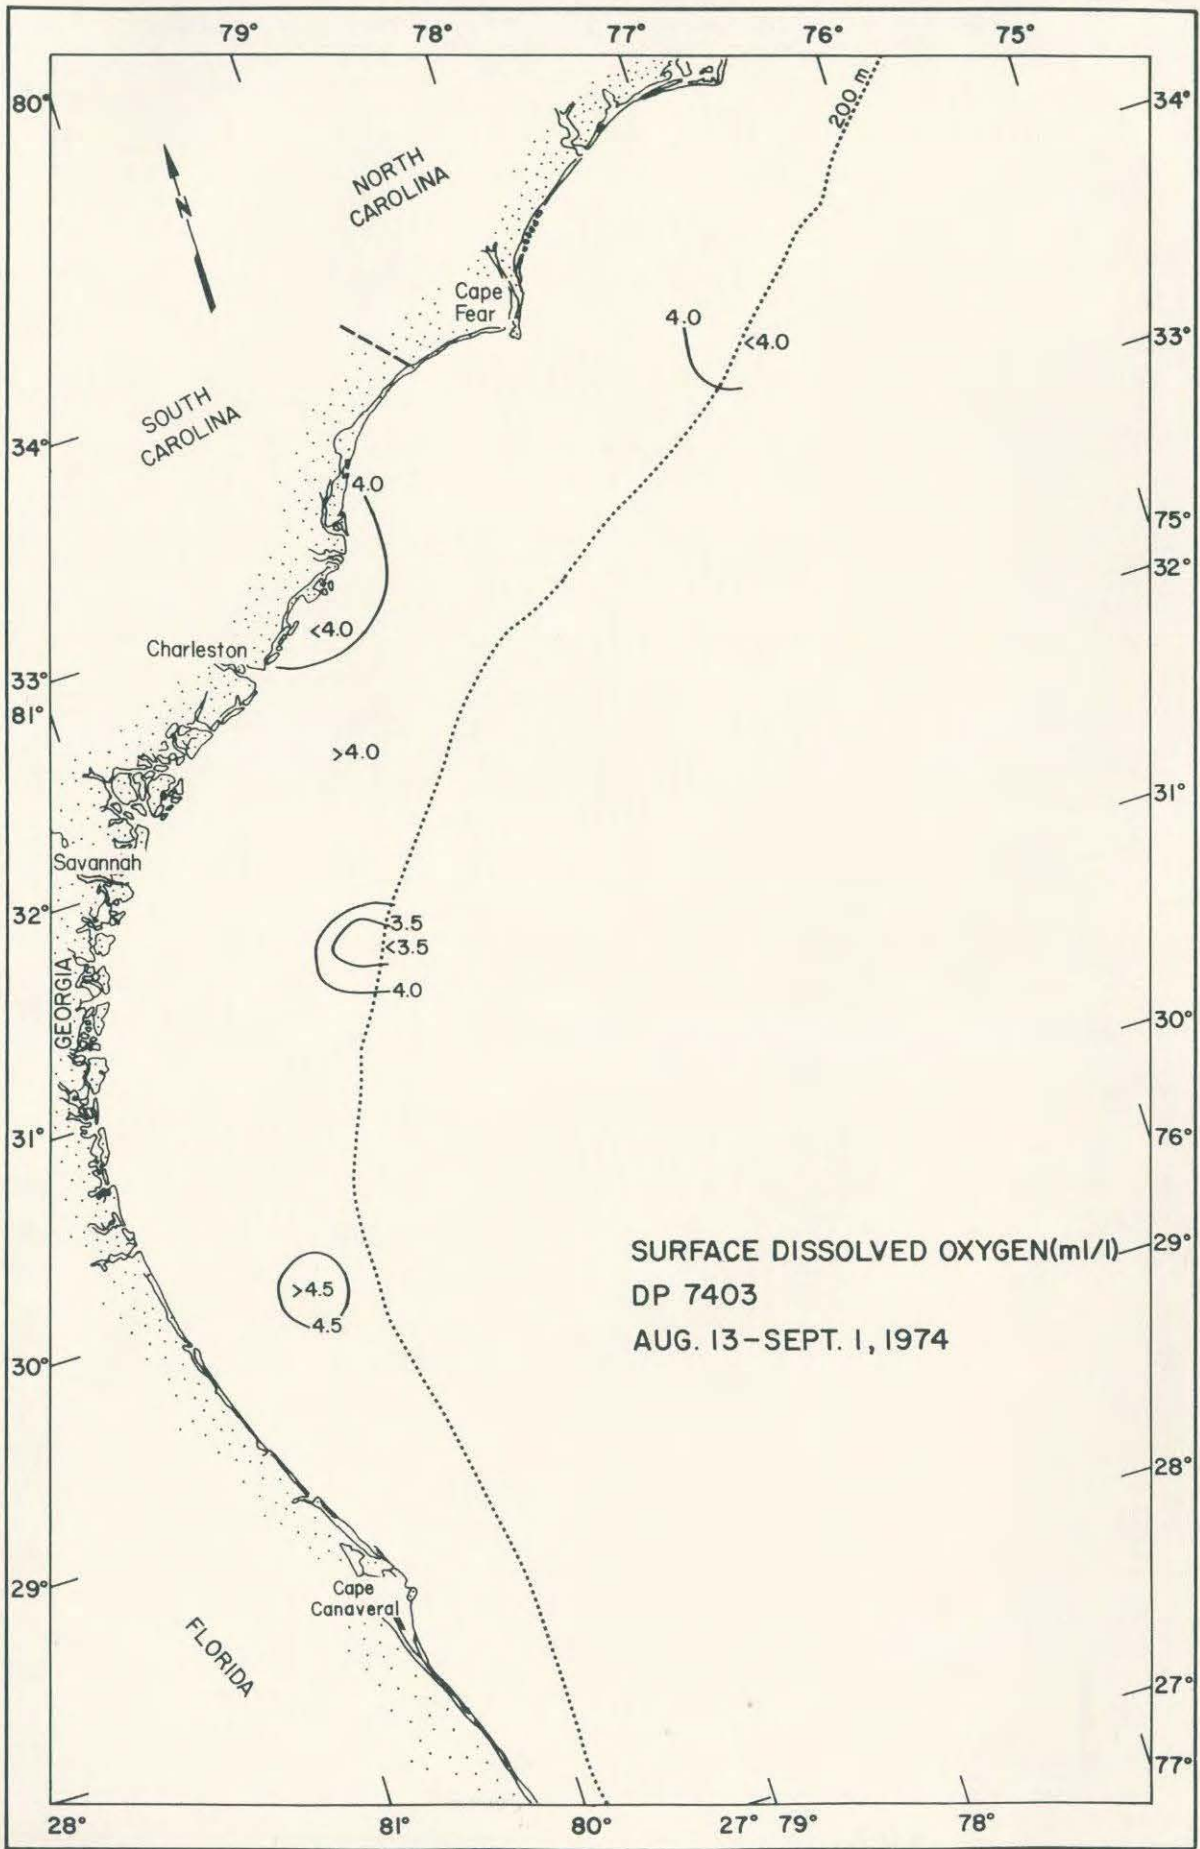 79° 78° 77° 76° 75°
80°
34°
200 m
N
NORTH
CAROLINA
Cape
Fear
4.0
<4.0
33°
SOUTH
CAROLINA
34°
4.0
75°
32°
<4.0
Charleston
33°
81°
>4.0
31°
Savannah
32°
3.5
<3.5
4.0
GEORGIA
30°
31°
76°
SURFACE DISSOLVED OXYGEN(ml/l)
29°
DP 7403
AUG. 13-SEPT. 1, 1974
>4.5
4.5
30°
28°
29°
Cape
Canaveral
FLORIDA
27°
77°
28° 81° 80° 27° 79° 78°